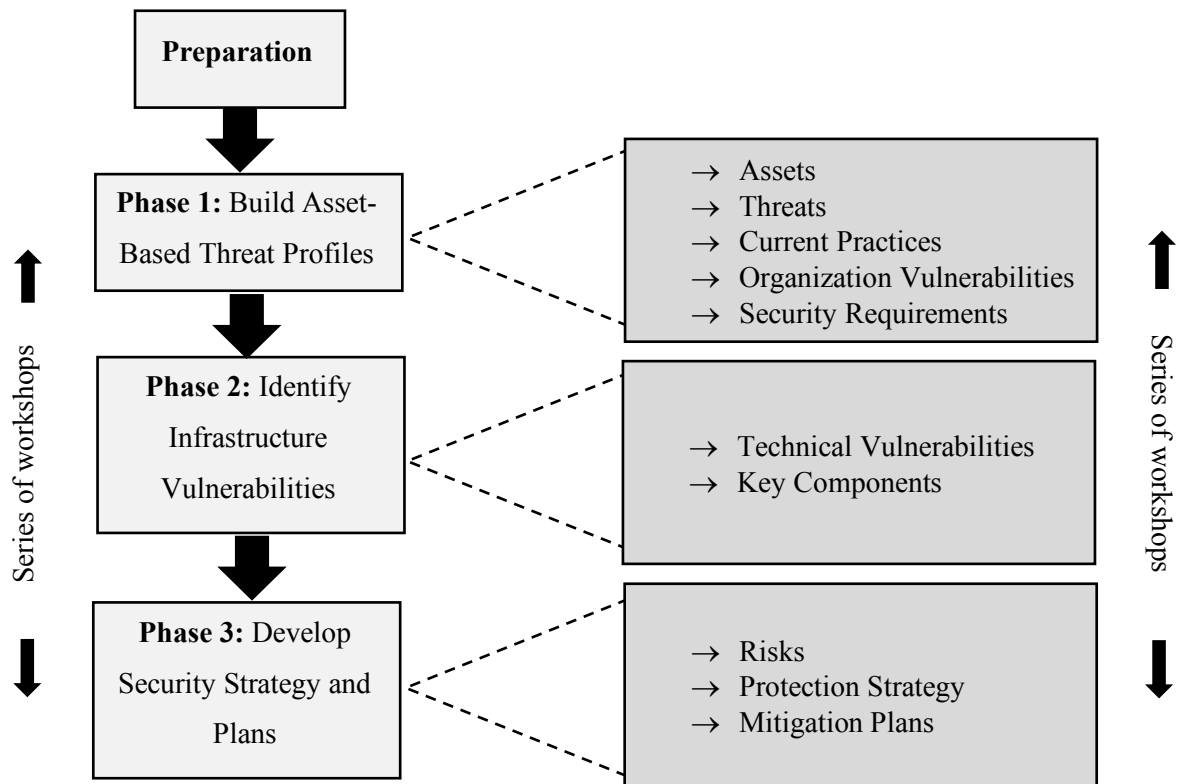 Preparation
Phase 1: Build Asset-
Based Threat Profiles
→ Assets
→ Threats
→ Current Practices
→ Organization Vulnerabilities
→ Security Requirements
Phase 2: Identify
Infrastructure
Vulnerabilities
→ Technical Vulnerabilities
→ Key Components
Phase 3: Develop
Security Strategy and
Plans
→ Risks
→ Protection Strategy
→ Mitigation Plans
Series of workshops
Series of workshops